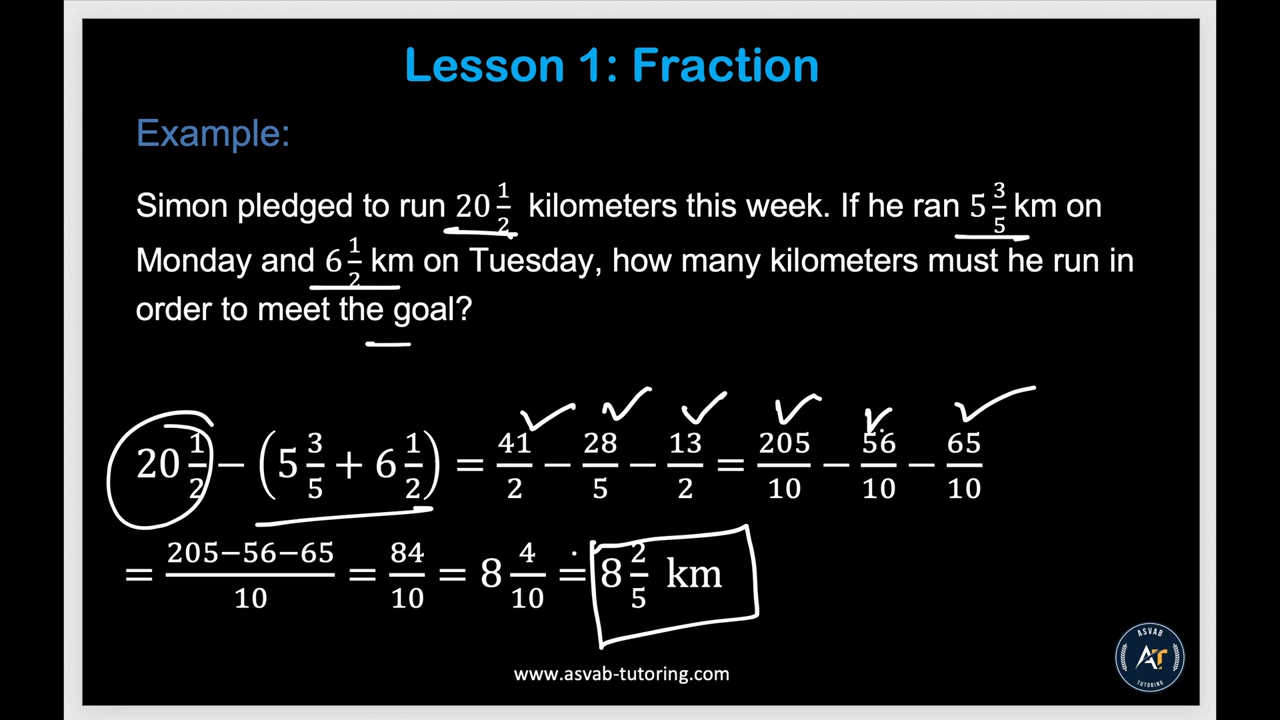 Lesson 1: Fraction
Example:
Simon pledged to run 20 1/2 kilometers this week. If he ran 5 3/5 km on
Monday and 6 1/2 km on Tuesday, how many kilometers must he run in
order to meet the goal?
20 1/2 − (5 3/5 + 6 1/2) = 41/2 − 28/5 − 13/2 = 205/10 − 56/10 − 65/10
= 205−56−65/10 = 84/10 = 8 4/10 = 8 2/5 km
www.asvab-tutoring.com
ASVAB
AT
TUTORING